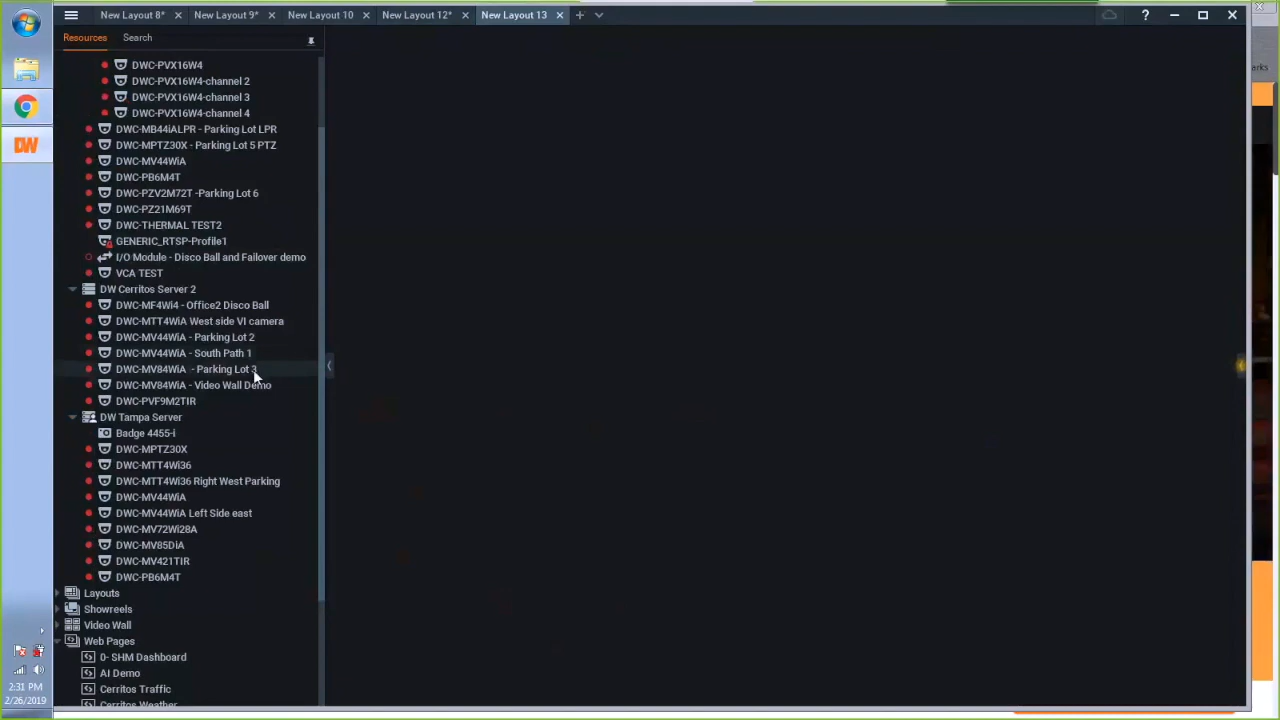 New Layout 8* New Layout 9* New Layout 10 New Layout 12* New Layout 13
Resources Search
DWC-PVX16W4
DWC-PVX16W4-channel 2
DWC-PVX16W4-channel 3
DWC-PVX16W4-channel 4
DWC-MB44iALPR - Parking Lot LPR
DWC-MPTZ30X - Parking Lot 5 PTZ
DWC-MV44WiA
DWC-PB6M4T
DWC-PZV2M72T -Parking Lot 6
DWC-PZ21M69T
DWC-THERMAL TEST2
GENERIC_RTSP-Profile1
I/O Module - Disco Ball and Failover demo
VCA TEST
DW Cerritos Server 2
DWC-MF4Wi4 - Office2 Disco Ball
DWC-MTT4WiA West side VI camera
DWC-MV44WiA - Parking Lot 2
DWC-MV44WiA - South Path 1
DWC-MV84WiA - Parking Lot 3
DWC-MV84WiA - Video Wall Demo
DWC-PVF9M2TIR
DW Tampa Server
Badge 4455-i
DWC-MPTZ30X
DWC-MTT4Wi36
DWC-MTT4Wi36 Right West Parking
DWC-MV44WiA
DWC-MV44WiA Left Side east
DWC-MV72Wi28A
DWC-MV85DiA
DWC-MV421TIR
DWC-PB6M4T
Layouts
Showreels
Video Wall
Web Pages
0- SHM Dashboard
AI Demo
Cerritos Traffic
Cerritos Weather
DW
2:31 PM
2/26/2019